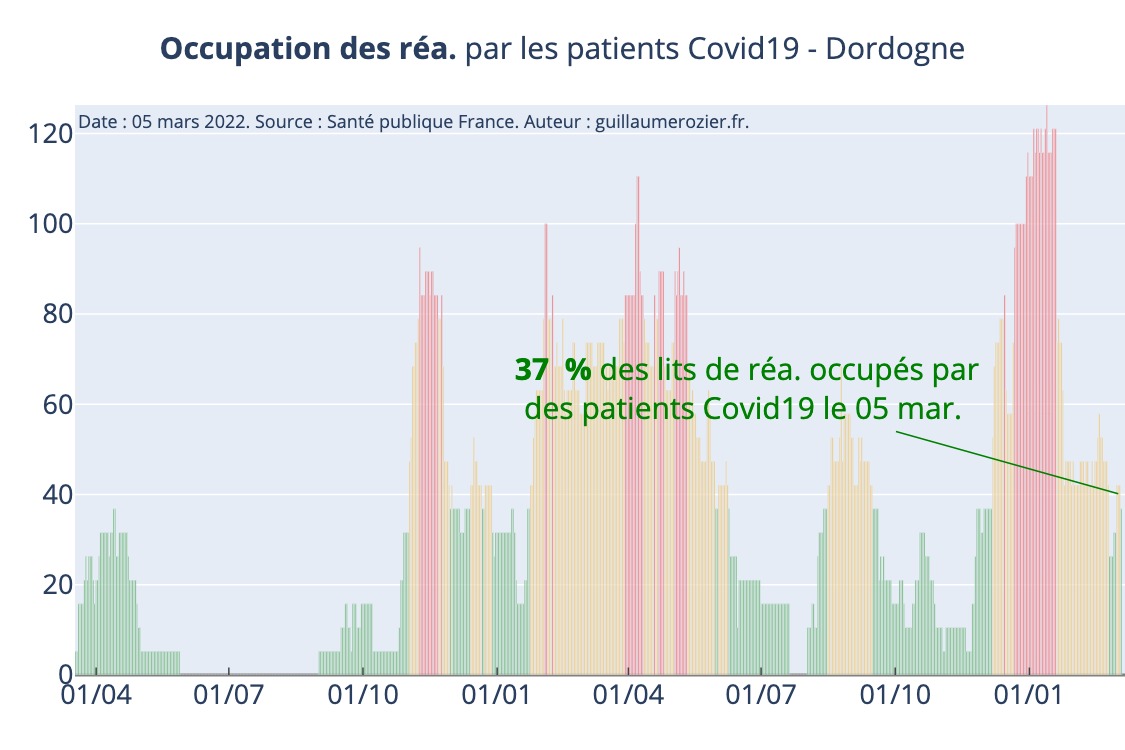 Occupation des réa. par les patients Covid19 - Dordogne
Date : 05 mars 2022. Source : Santé publique France. Auteur : guillaumerozier.fr.
120
100
80
60
40
20
0
37 % des lits de réa. occupés par
des patients Covid19 le 05 mar.
01/04 01/07 01/10 01/01 01/04 01/07 01/10 01/01